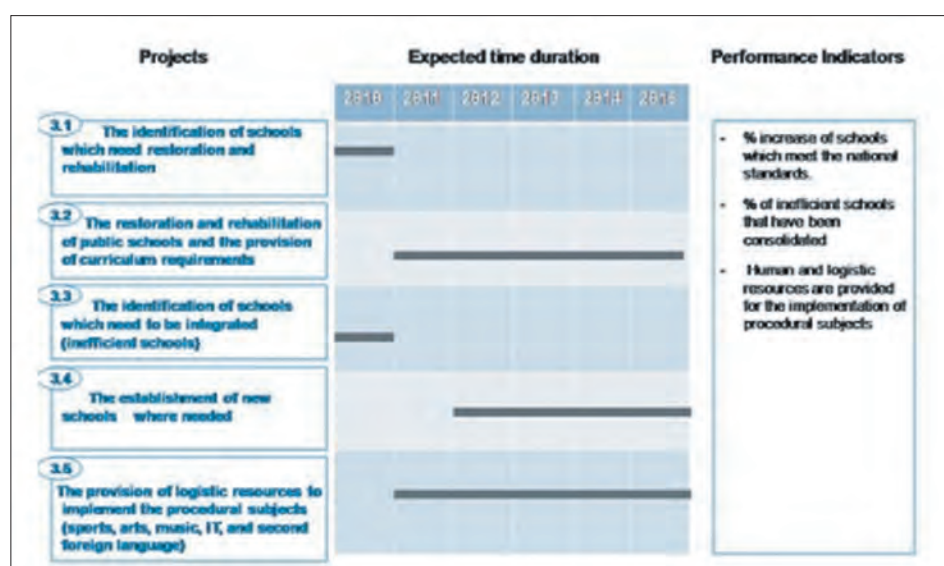 Projects
Expected time duration
Performance Indicators
2010 2011 2012 2014
3.1
The identification of schools
which need restoration and
rehabilitation
3.2
The restoration and rehabilitation
of public schools and the provision
of curriculum requirements
3.3
The identification of schools
which need to be integrated
(inefficient schools)
3.4
The establishment of new
schools where needed
3.5
The provision of logistic resources to
implement the procedural subjects
(sports, arts, music, IT, and second
foreign language)
- % increase of schools
which meet the national
standards.
- % of inefficient schools
that have been
consolidated
- Human and logistic
resources are provided
for the implementation of
procedural subjects